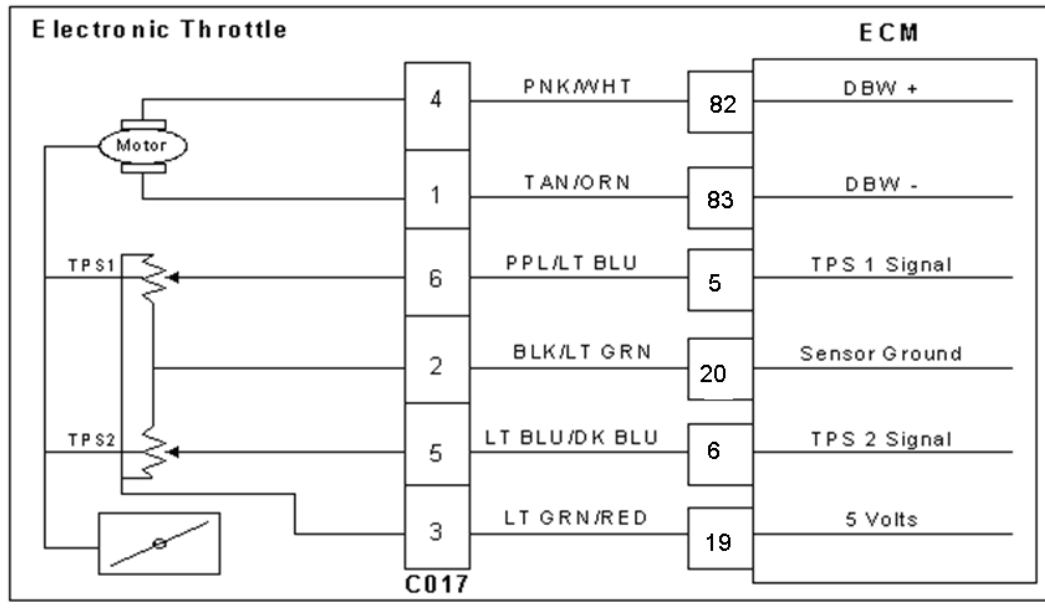 Electronic Throttle
ECM
4 PNK/WHT 82 DBW +
Motor
1 TAN/ORN 83 DBW -
TPS1 6 PPL/LT BLU 5 TPS 1 Signal
2 BLK/LT GRN 20 Sensor Ground
TPS2 5 LT BLU/DK BLU 6 TPS 2 Signal
3 LT GRN/RED 19 5 Volts
C017